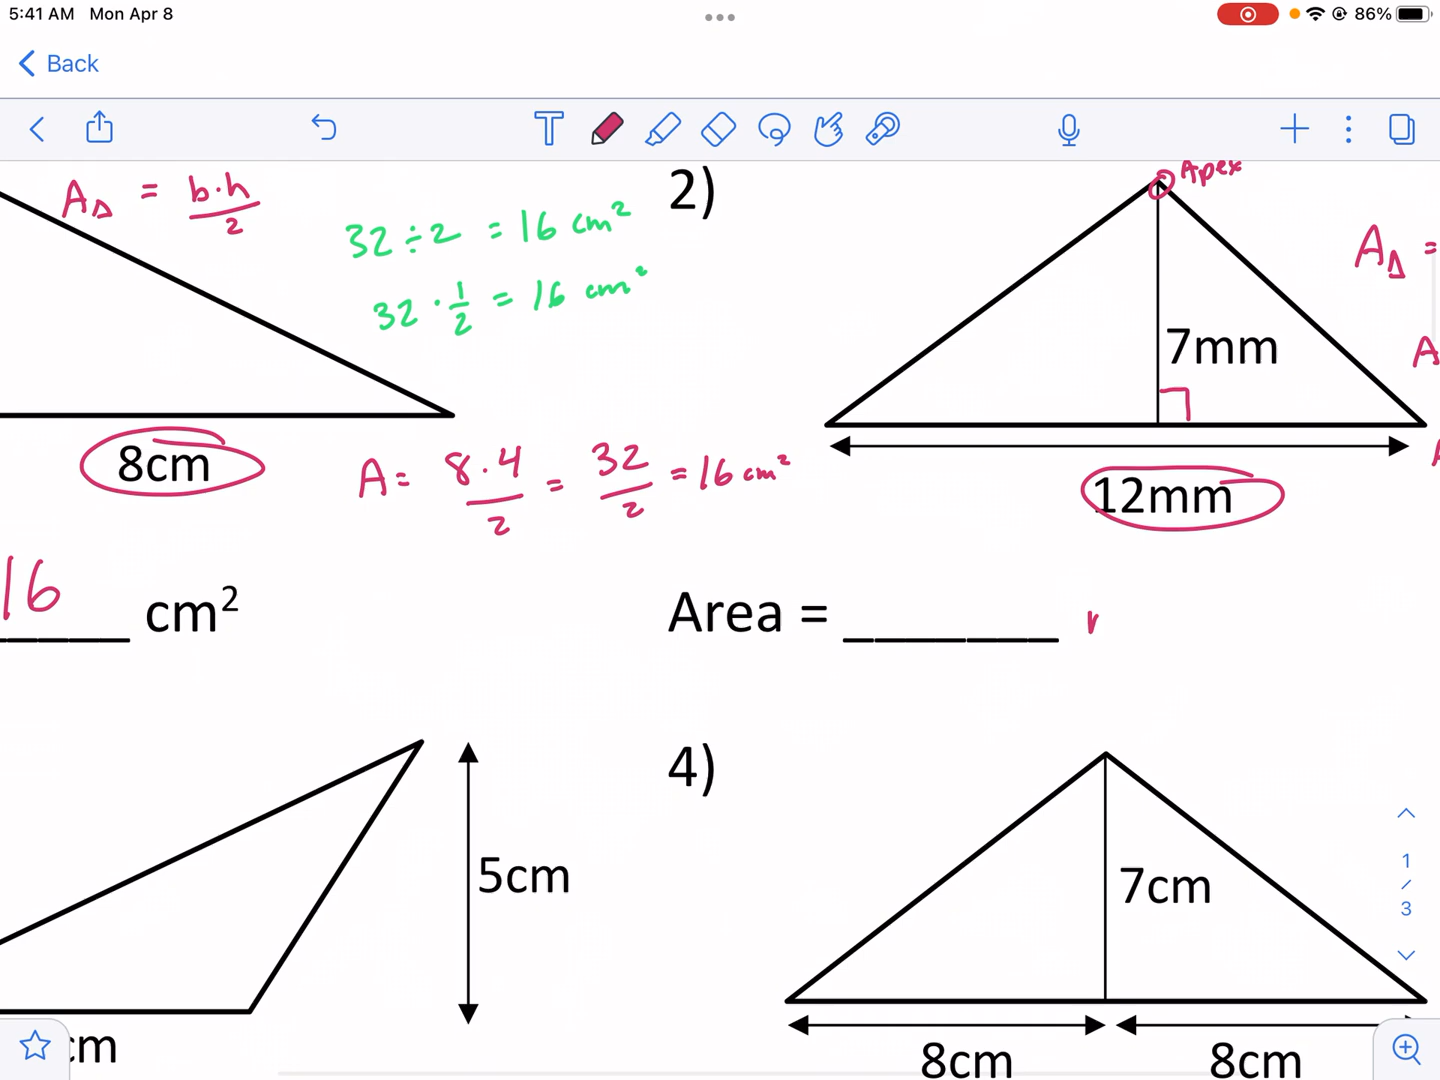 5:41 AM Mon Apr 8
86%
Back
T
A△ = b·h/2
32 ÷ 2 = 16 cm²
32 · 1/2 = 16 cm²
2)
Apex
A△ =
7mm
A
8cm
A = 8·4/2 = 32/2 = 16 cm²
12mm
16 cm²
Area = _______
4)
5cm
7cm
1
/
3
cm
8cm
8cm